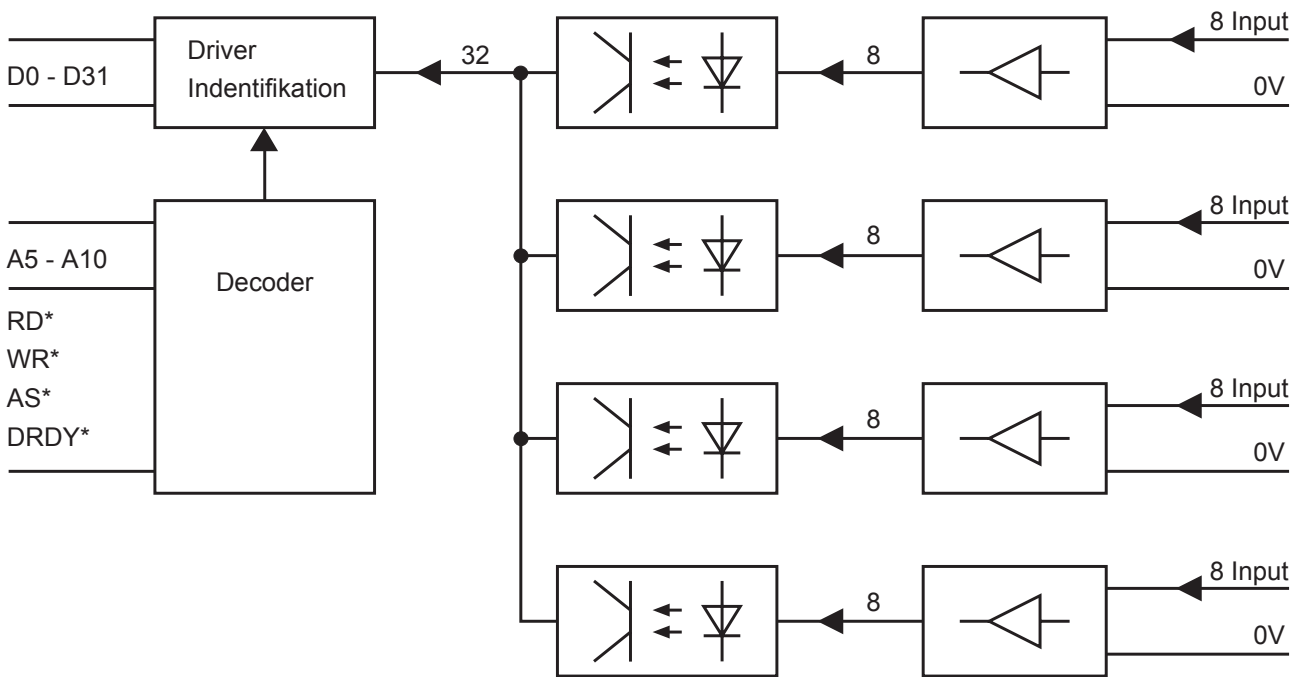 8 Input
Driver
Indentifikation
32
8
D0 - D31
0V
8 Input
A5 - A10
Decoder
8
0V
RD*
WR*
AS*
DRDY*
8 Input
8
0V
8 Input
8
0V